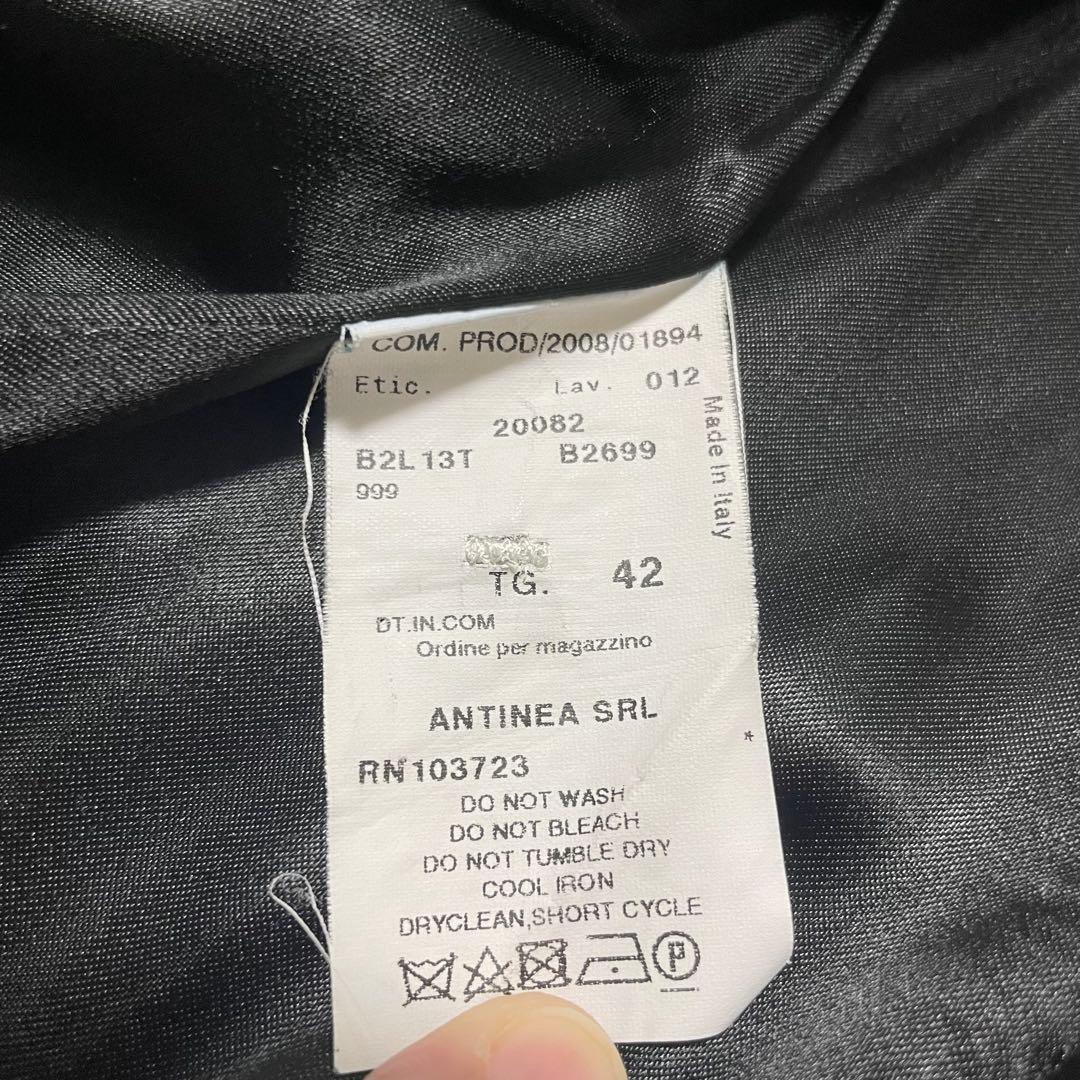 COM. PROD/2008/01894
Etic. Lav. 012
20082
B2L13T B2699
999
Made In Italy
TG. 42
DT.IN.COM
Ordine per magazzino
ANTINEA SRL
*
RN103723
DO NOT WASH
DO NOT BLEACH
DO NOT TUMBLE DRY
COOL IRON
DRYCLEAN,SHORT CYCLE
P